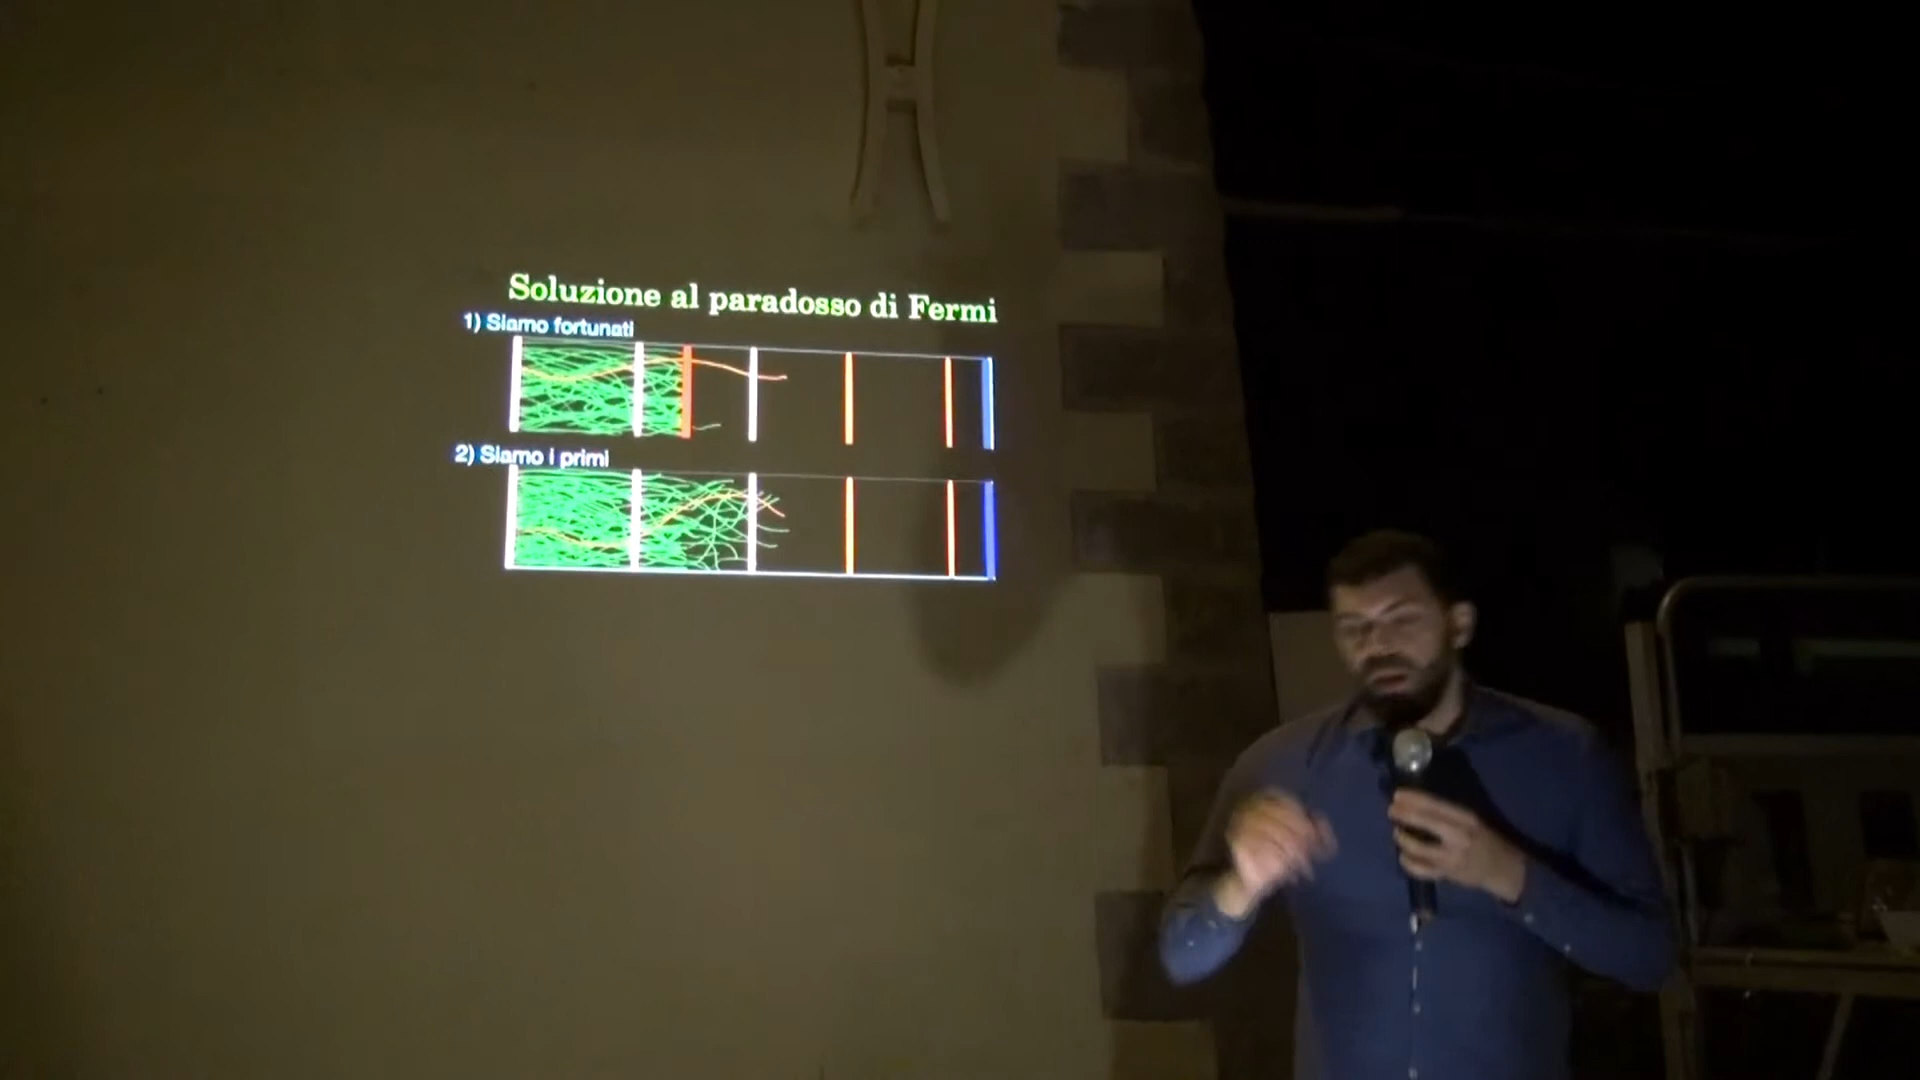 Soluzione al paradosso di Fermi
1) Siamo fortunati
2) Siamo i primi